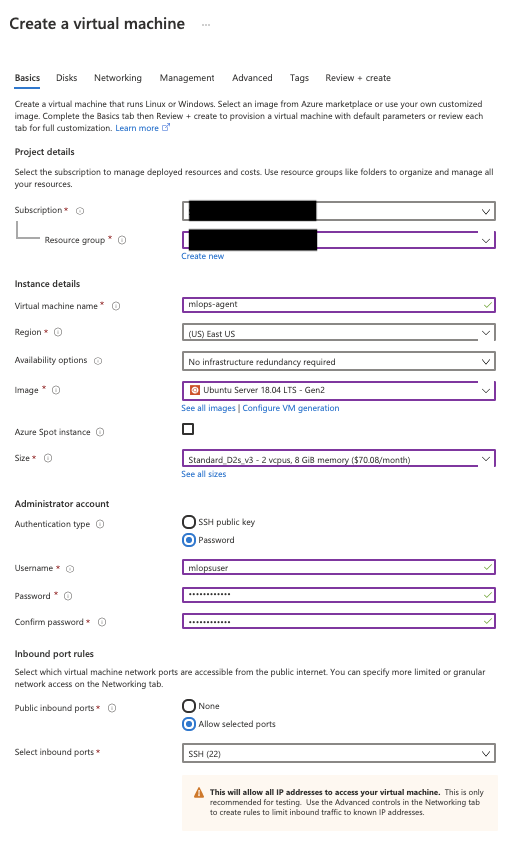 Create a virtual machine ...
Basics Disks Networking Management Advanced Tags Review + create
Create a virtual machine that runs Linux or Windows. Select an image from Azure marketplace or use your own customized
image. Complete the Basics tab then Review + create to provision a virtual machine with default parameters or review each
tab for full customization. Learn more
Project details
Select the subscription to manage deployed resources and costs. Use resource groups like folders to organize and manage all
your resources.
Subscription *
Resource group *
Create new
Instance details
Virtual machine name * mlops-agent
Region * (US) East US
Availability options No infrastructure redundancy required
Image * Ubuntu Server 18.04 LTS - Gen2
See all images | Configure VM generation
Azure Spot instance
Size * Standard_D2s_v3 - 2 vcpus, 8 GiB memory ($70.08/month)
See all sizes
Administrator account
Authentication type SSH public key
Password
Username * mlopsuser
Password * ••••••••••••
Confirm password * ••••••••••••
Inbound port rules
Select which virtual machine network ports are accessible from the public internet. You can specify more limited or granular
network access on the Networking tab.
Public inbound ports * None
Allow selected ports
Select inbound ports * SSH (22)
This will allow all IP addresses to access your virtual machine. This is only
recommended for testing. Use the Advanced controls in the Networking tab
to create rules to limit inbound traffic to known IP addresses.